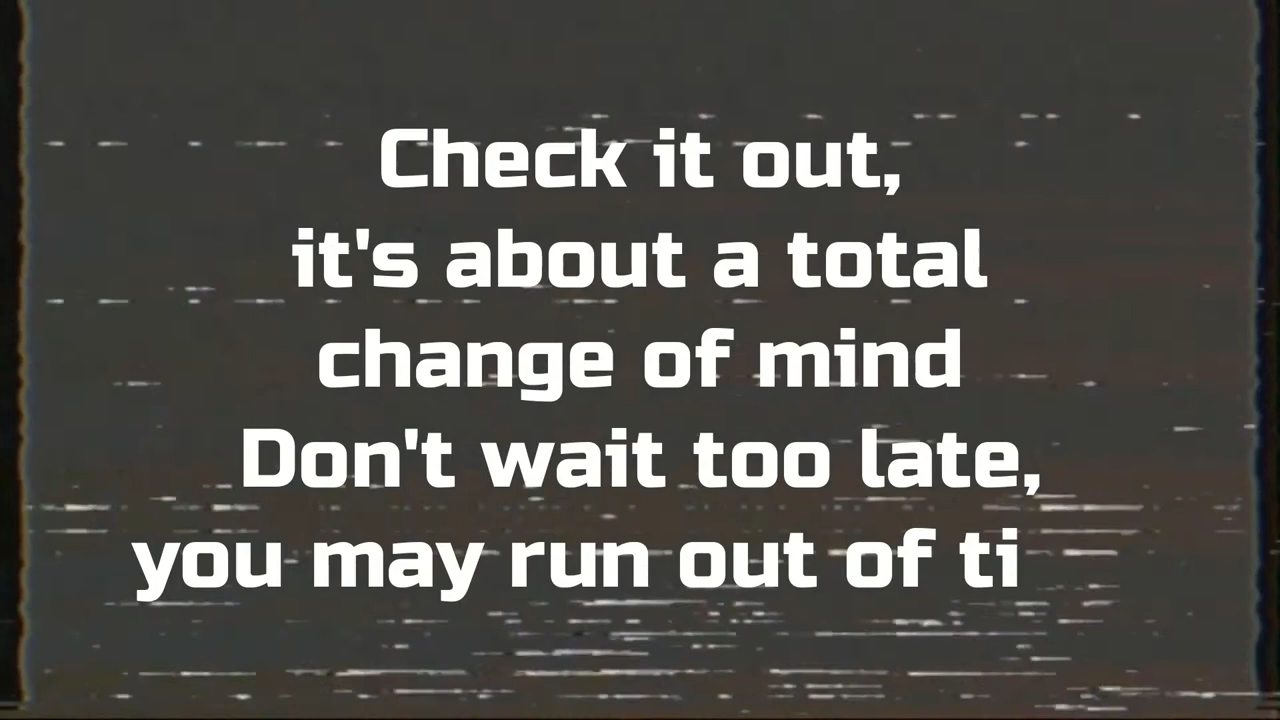 Check it out,
it's about a total
change of mind
Don't wait too late,
you may run out of ti